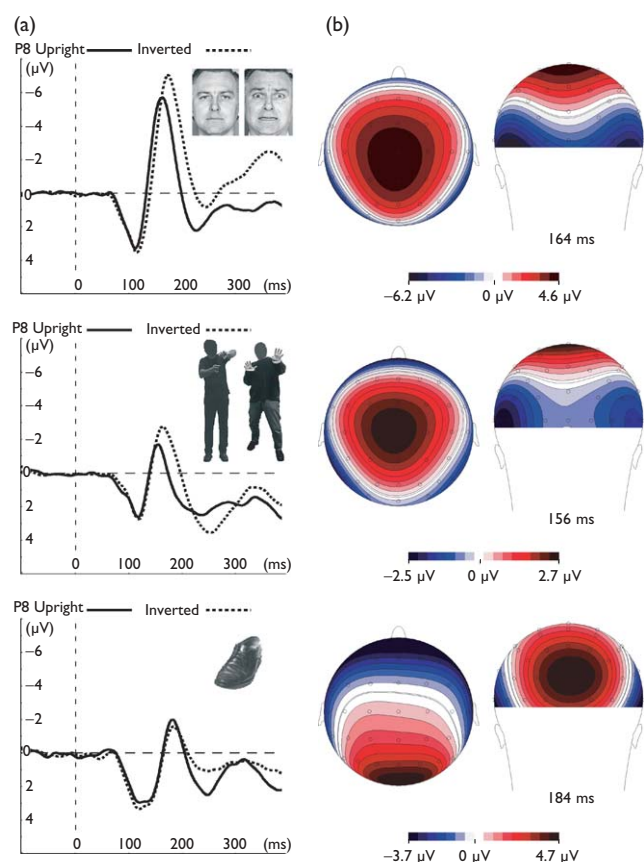 (a)
(b)
P8 Upright Inverted
(μV)
−6
−4
−2
0
2
4
0 100 200 300 (ms)
164 ms
−6.2 μV 0 μV 4.6 μV
P8 Upright Inverted
(μV)
−6
−4
−2
0
2
4
0 100 200 300 (ms)
156 ms
−2.5 μV 0 μV 2.7 μV
P8 Upright Inverted
(μV)
−6
−4
−2
0
2
4
0 100 200 300 (ms)
184 ms
−3.7 μV 0 μV 4.7 μV